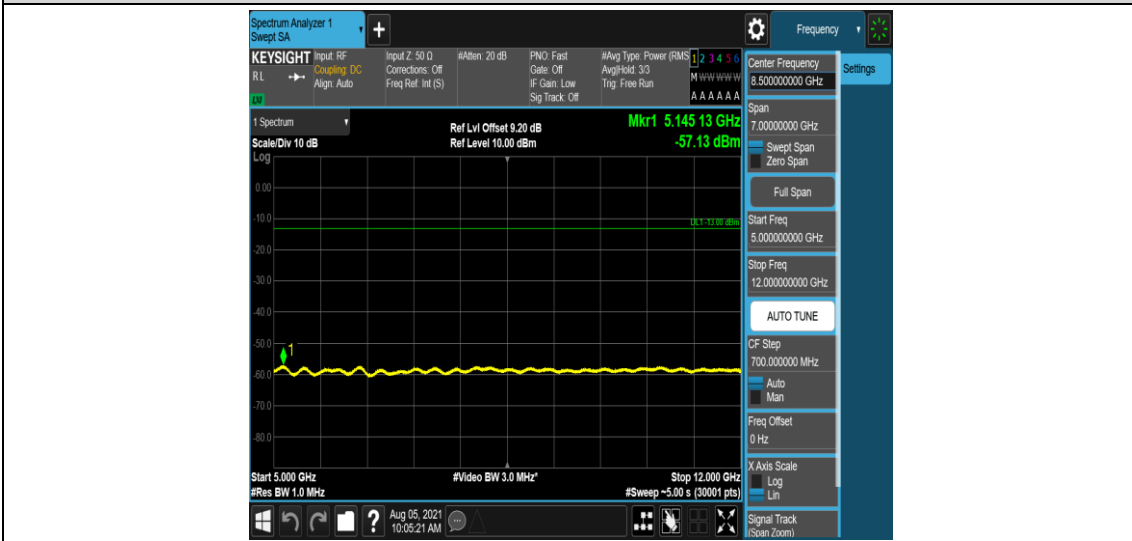 Spectrum Analyzer 1
Swept SA
+
Frequency
KEYSIGHT
Input: RF
Input Z: 50 Ω
#Atten: 20 dB
PNO: Fast
#Avg Type: Power (RMS
1 2 3 4 5 6
RL
Coupling: DC
Corrections: Off
Gate: Off
Avg|Hold: 3/3
M W W W W W
Align: Auto
Freq Ref: Int (S)
IF Gain: Low
Trig: Free Run
Sig Track: Off
A A A A A A
LXI
1 Spectrum
Ref Lvl Offset 9.20 dB
Mkr1 5.145 13 GHz
Scale/Div 10 dB
Ref Level 10.00 dBm
-57.13 dBm
Log
0.00
-10.0
DL1 -13.00 dBm
-20.0
-30.0
-40.0
-50.0
1
-60.0
-70.0
-80.0
Start 5.000 GHz
#Video BW 3.0 MHz*
Stop 12.000 GHz
#Res BW 1.0 MHz
#Sweep ~5.00 s (30001 pts)
?
Aug 05, 2021
10:05:21 AM
Center Frequency
8.500000000 GHz
Settings
Span
7.00000000 GHz
Swept Span
Zero Span
Full Span
Start Freq
5.000000000 GHz
Stop Freq
12.000000000 GHz
AUTO TUNE
CF Step
700.000000 MHz
Auto
Man
Freq Offset
0 Hz
X Axis Scale
Log
Lin
Signal Track
(Span Zoom)